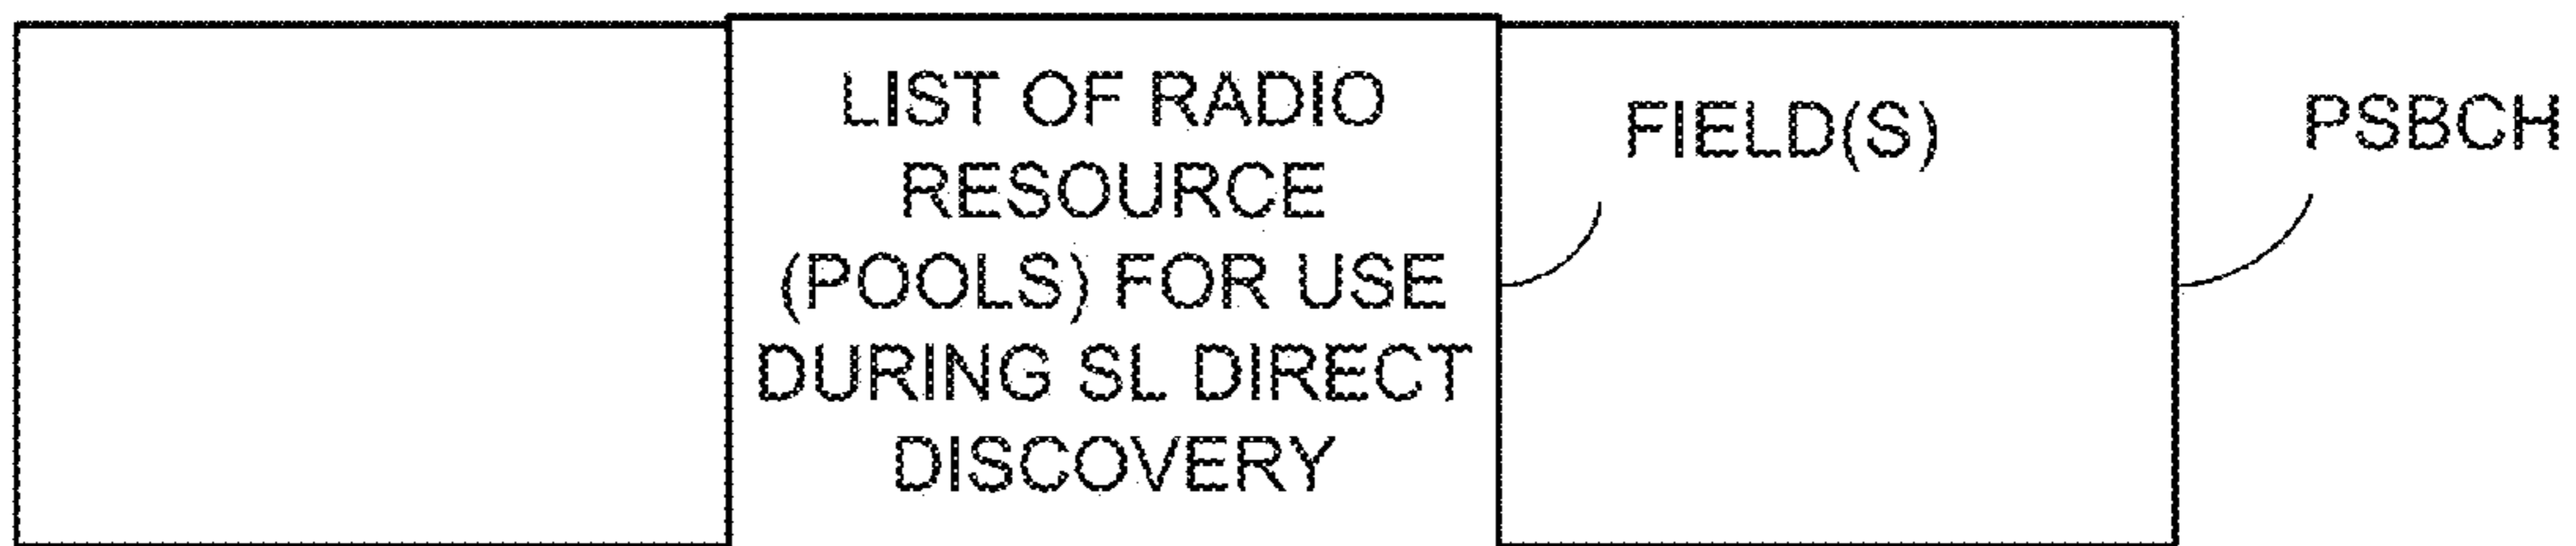 LIST OF RADIO
RESOURCE
(POOLS) FOR USE
DURING SL DIRECT
DISCOVERY
FIELD(S)
PSBCH